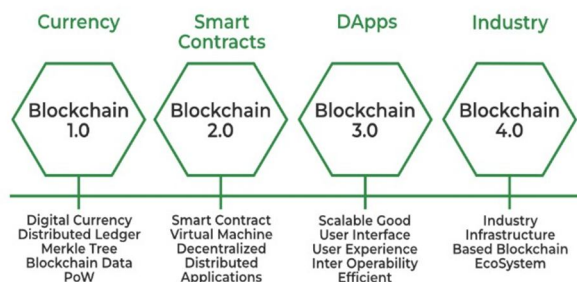 Currency
Smart
Contracts
DApps
Industry
Blockchain
1.0
Blockchain
2.0
Blockchain
3.0
Blockchain
4.0
Digital Currency
Distributed Ledger
Merkle Tree
Blockchain Data
PoW
Smart Contract
Virtual Machine
Decentralized
Distributed
Applications
Scalable Good
User Interface
User Experience
Inter Operability
Efficient
Industry
Infrastructure
Based Blockchain
EcoSystem